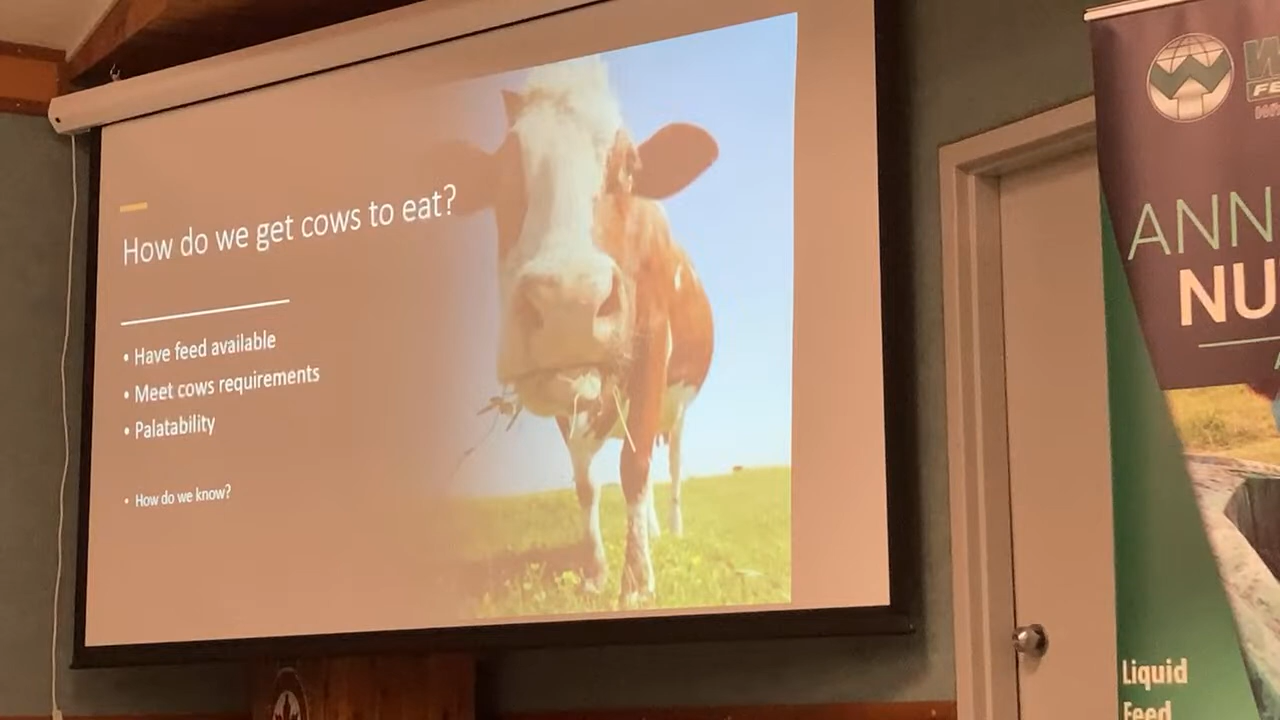 How do we get cows to eat?
• Have feed available
• Meet cows requirements
• Palatability
• How do we know?
W
FE
ANN
NU
Liquid
Feed